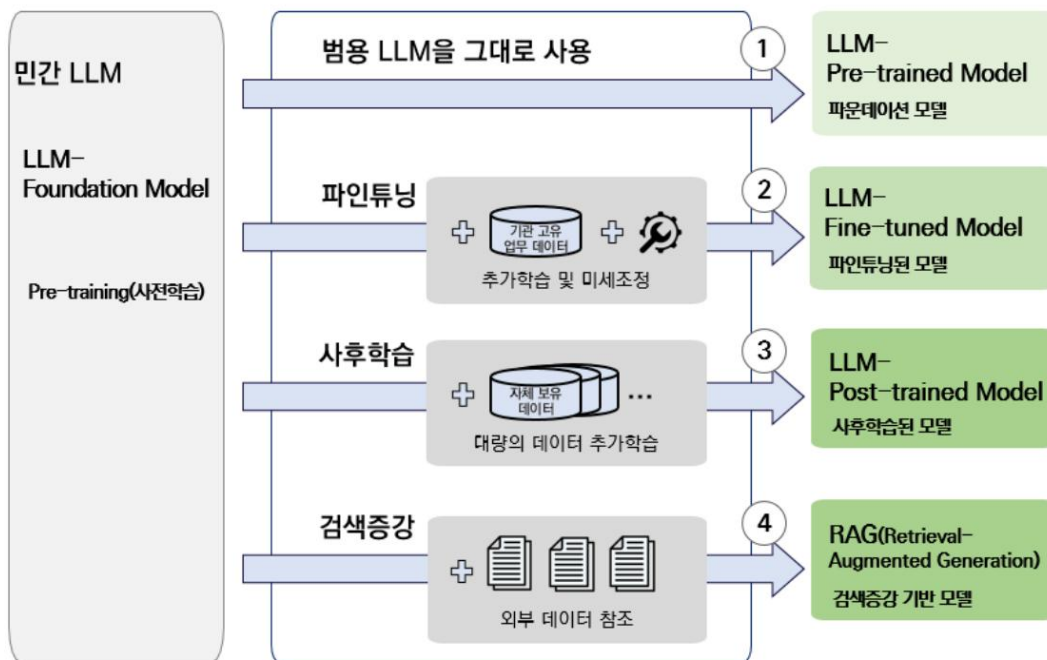 민간 LLM
LLM-
Foundation Model
Pre-training(사전학습)
범용 LLM을 그대로 사용
1
LLM-
Pre-trained Model
파운데이션 모델
파인튜닝
기관 고유
업무 데이터
추가학습 및 미세조정
2
LLM-
Fine-tuned Model
파인튜닝된 모델
사후학습
자체 보유
데이터
...
대량의 데이터 추가학습
3
LLM-
Post-trained Model
사후학습된 모델
검색증강
외부 데이터 참조
4
RAG(Retrieval-
Augmented Generation)
검색증강 기반 모델